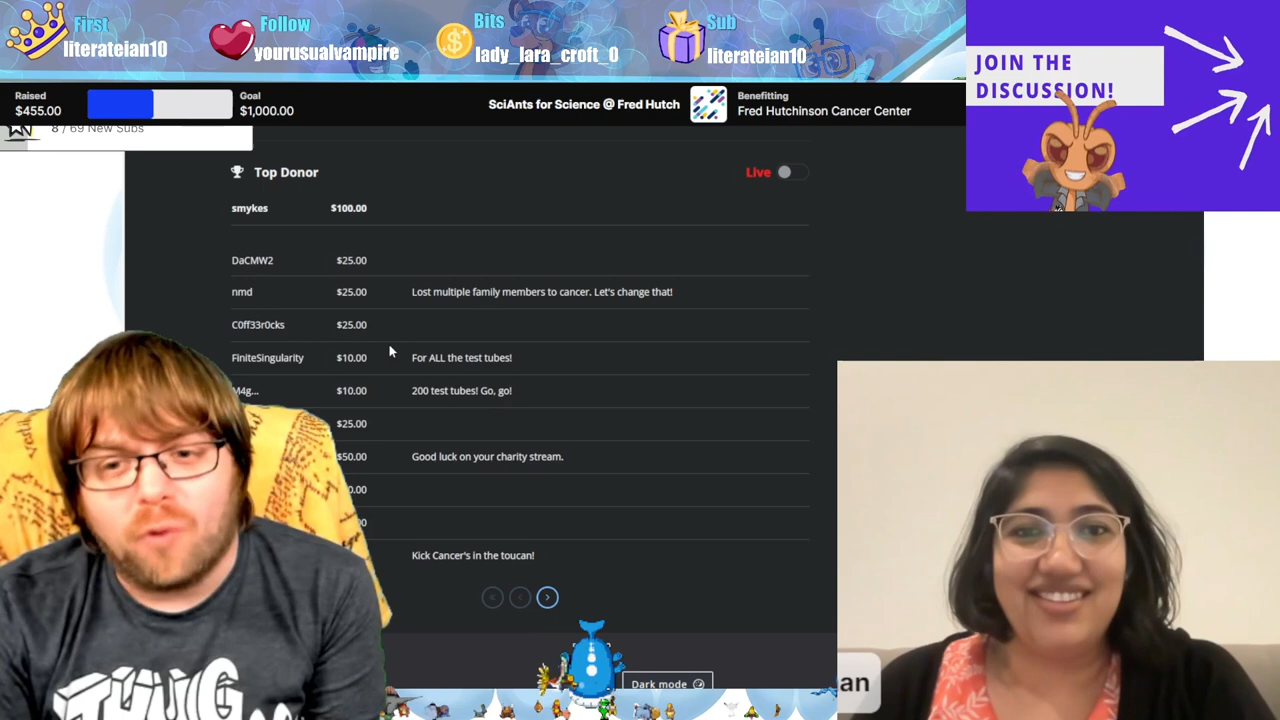 First
literateian10
Follow
yourusualvampire
Bits
lady_lara_croft_0
Sub
literateian10
JOIN THE
DISCUSSION!
Raised
$455.00
Goal
$1,000.00
SciAnts for Science @ Fred Hutch
Benefitting
Fred Hutchinson Cancer Center
8 / 69 New Subs
Top Donor
Live
smykes $100.00
DaCMW2 $25.00
nmd $25.00 Lost multiple family members to cancer. Let's change that!
C0ff33r0cks $25.00
FiniteSingularity $10.00 For ALL the test tubes!
M4g... $10.00 200 test tubes! Go, go!
$25.00
$50.00 Good luck on your charity stream.
Kick Cancer's in the toucan!
Dark mode
THUG
an